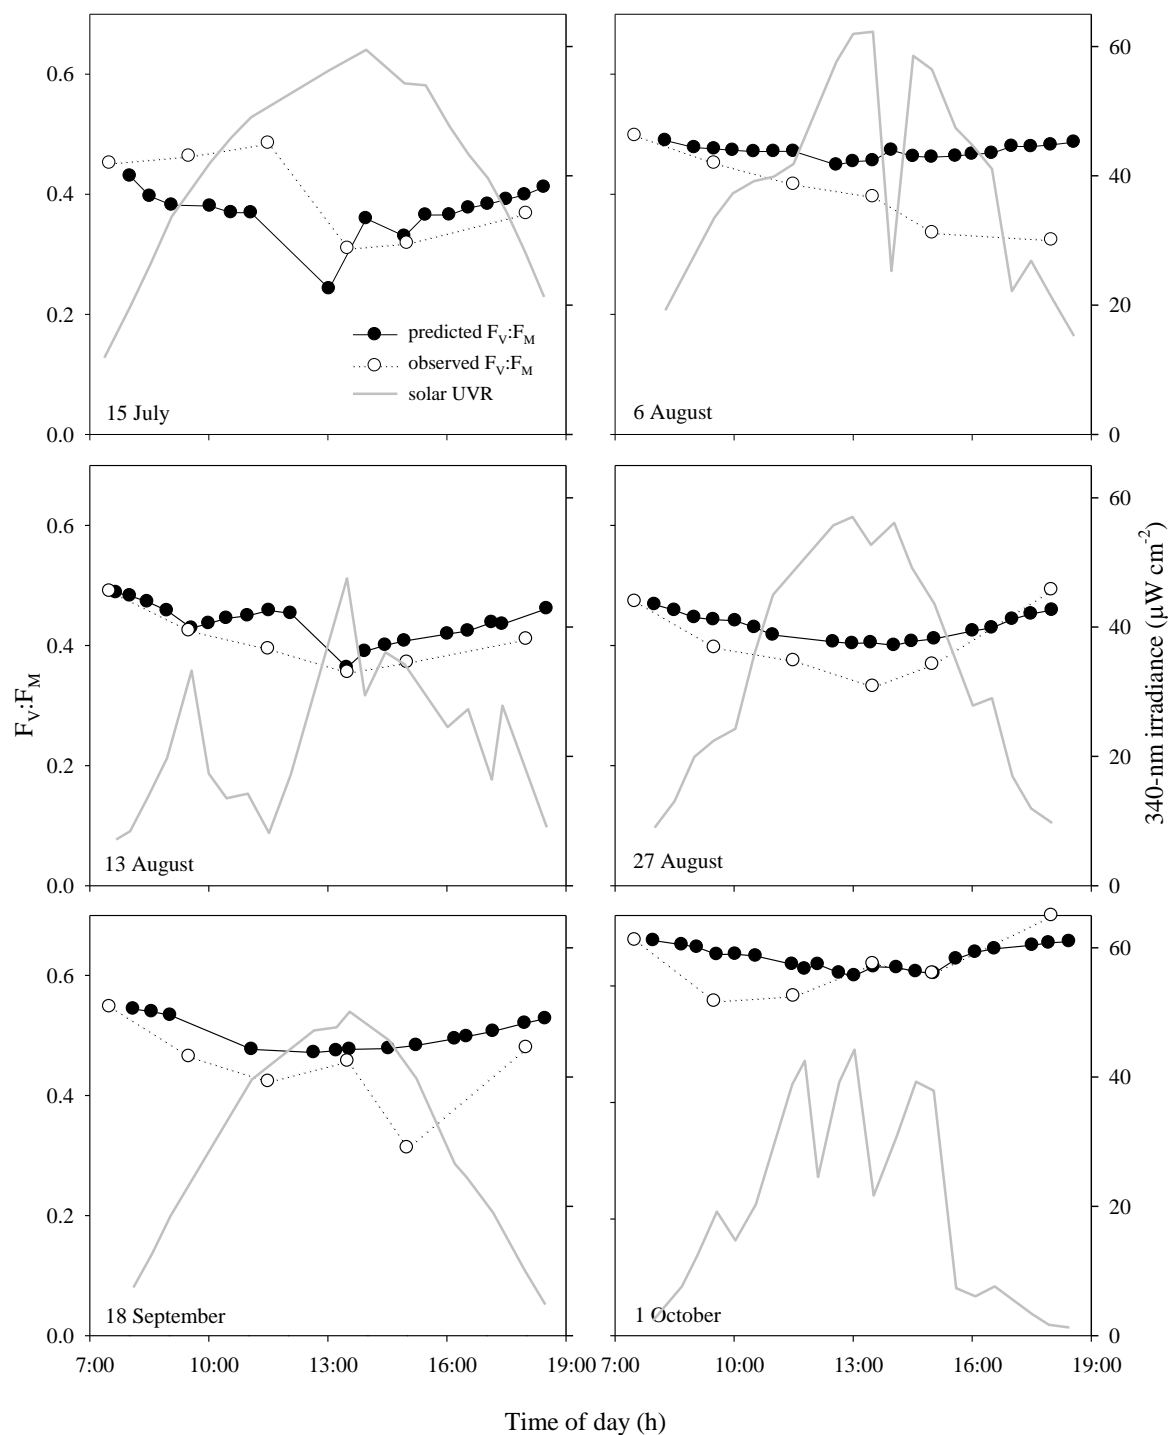 0.6
0.4
0.2
0.0
predicted F_V:F_M
observed F_V:F_M
solar UVR
15 July
6 August
60
40
20
0
0.6
0.4
0.2
0.0
13 August
27 August
60
40
20
0
F_V:F_M
340-nm irradiance (µW cm⁻²)
0.6
0.4
0.2
0.0
18 September
1 October
60
40
20
0
7:00 10:00 13:00 16:00 19:00 7:00 10:00 13:00 16:00 19:00
Time of day (h)